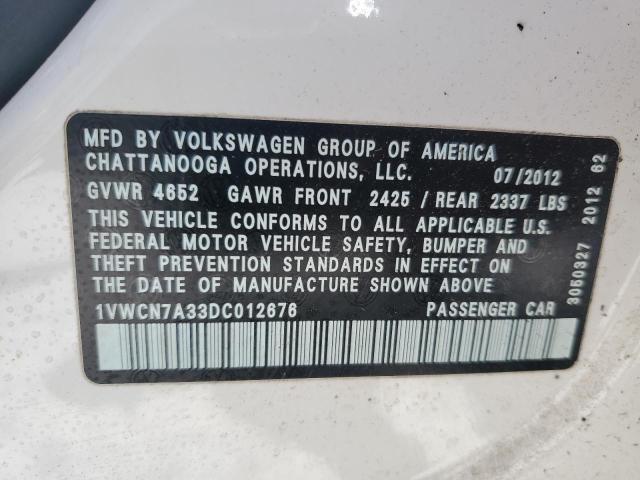 MFD BY VOLKSWAGEN GROUP OF AMERICA
CHATTANOOGA OPERATIONS, LLC. 07/2012
GVWR 4652 GAWR FRONT 2425 / REAR 2337 LBS
THIS VEHICLE CONFORMS TO ALL APPLICABLE U.S.
FEDERAL MOTOR VEHICLE SAFETY, BUMPER AND
THEFT PREVENTION STANDARDS IN EFFECT ON
THE DATE OF MANUFACTURE SHOWN ABOVE
1VWCN7A33DC012676 PASSENGER CAR
3050327 2012 62